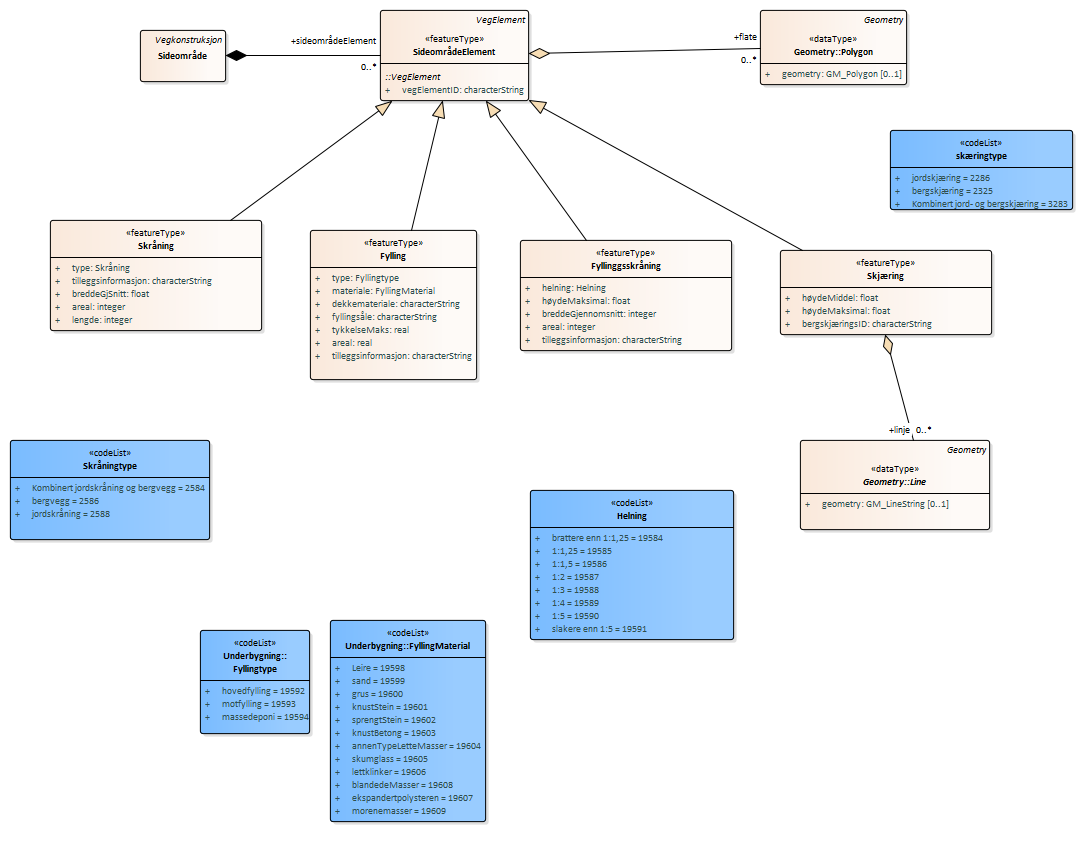 Vegkonstruksjon
Sideområde
+sideområdeElement
0..*
VegElement
«featureType»
SideområdeElement
::VegElement
+ vegElementID: characterString
+flate
0..*
Geometry
«dataType»
Geometry::Polygon
+ geometry: GM_Polygon [0..1]
«codeList»
skæringtype
+ jordskjæring = 2286
+ bergskjæring = 2325
+ Kombinert jord- og bergskjæring = 3283
«featureType»
Skråning
+ type: Skråning
+ tilleggsinformasjon: characterString
+ breddeGjSnitt: float
+ areal: integer
+ lengde: integer
«featureType»
Fylling
+ type: Fyllingtype
+ materiale: FyllingMaterial
+ dekkemateriale: characterString
+ fyllingsåle: characterString
+ tykkelseMaks: real
+ areal: real
+ tilleggsinformasjon: characterString
«featureType»
Fyllinggsskråning
+ helning: Helning
+ høydeMaksimal: float
+ breddeGjennomsnitt: integer
+ areal: integer
+ tilleggsinformasjon: characterString
«featureType»
Skjæring
+ høydeMiddel: float
+ høydeMaksimal: float
+ bergskjæringsID: characterString
+linje 0..*
Geometry
«dataType»
Geometry::Line
+ geometry: GM_LineString [0..1]
«codeList»
Skråningtype
+ Kombinert jordskråning og bergvegg = 2584
+ bergvegg = 2586
+ jordskråning = 2588
«codeList»
Helning
+ brattere enn 1:1,25 = 19584
+ 1:1,25 = 19585
+ 1:1,5 = 19586
+ 1:2 = 19587
+ 1:3 = 19588
+ 1:4 = 19589
+ 1:5 = 19590
+ slakere enn 1:5 = 19591
«codeList»
Underbygning::
Fyllingtype
+ hovedfylling = 19592
+ motfylling = 19593
+ massedeponi = 19594
«codeList»
Underbygning::FyllingMaterial
+ Leire = 19598
+ sand = 19599
+ grus = 19600
+ knustStein = 19601
+ sprengtStein = 19602
+ knustBetong = 19603
+ annenTypeLetteMasser = 19604
+ skumglass = 19605
+ lettklinker = 19606
+ blandedeMasser = 19608
+ ekspandertpolysteren = 19607
+ morenemasser = 19609